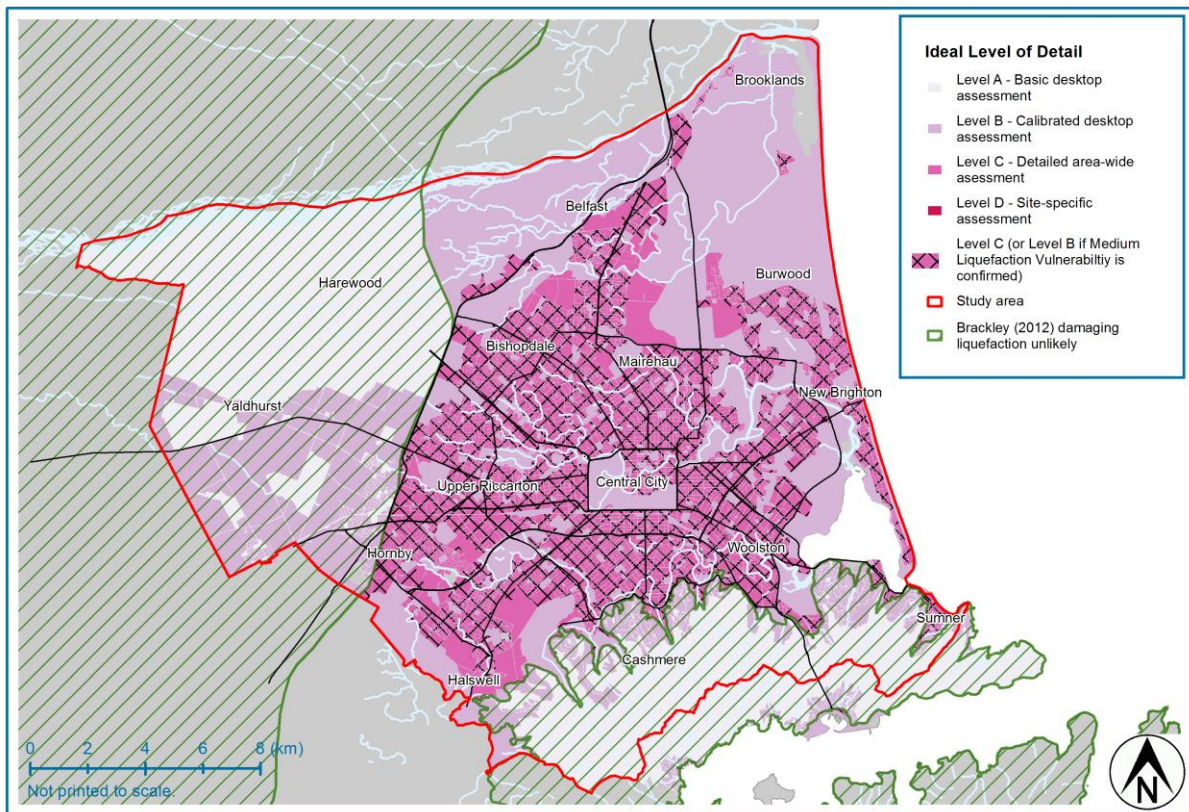 Ideal Level of Detail
Level A - Basic desktop
assessment
Level B - Calibrated desktop
assessment
Level C - Detailed area-wide
asessment
Level D - Site-specific
assessment
Level C (or Level B if Medium
Liquefaction Vulnerabiltiy is
confirmed)
Study area
Brackley (2012) damaging
liquefaction unlikely
Brooklands
Belfast
Burwood
Harewood
Bishopdale
Mairehau
New Brighton
Yaldhurst
Upper Riccarton
Central City
Hornby
Woolston
Sumner
Cashmere
Halswell
0 2 4 6 8 (km)
Not printed to scale.
N